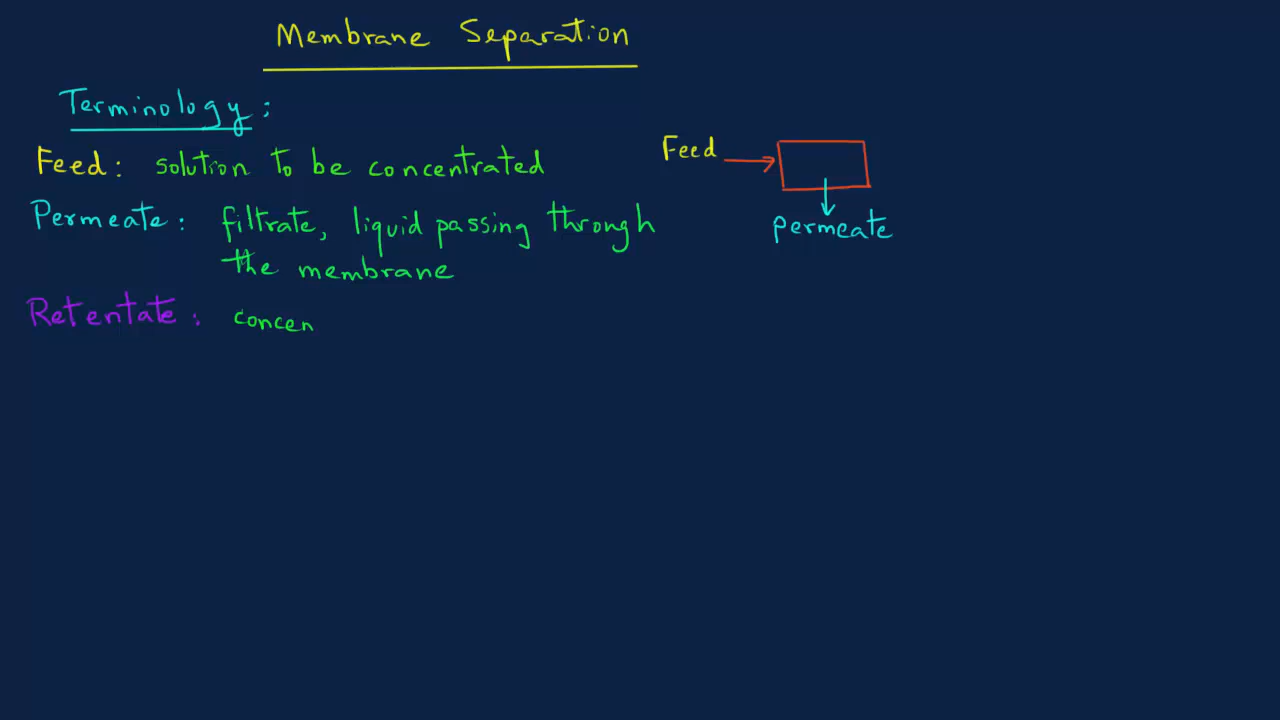 Membrane Separation
Terminology:
Feed: solution to be concentrated
Permeate: filtrate, liquid passing through
the membrane
Retentate: concen
Feed
permeate